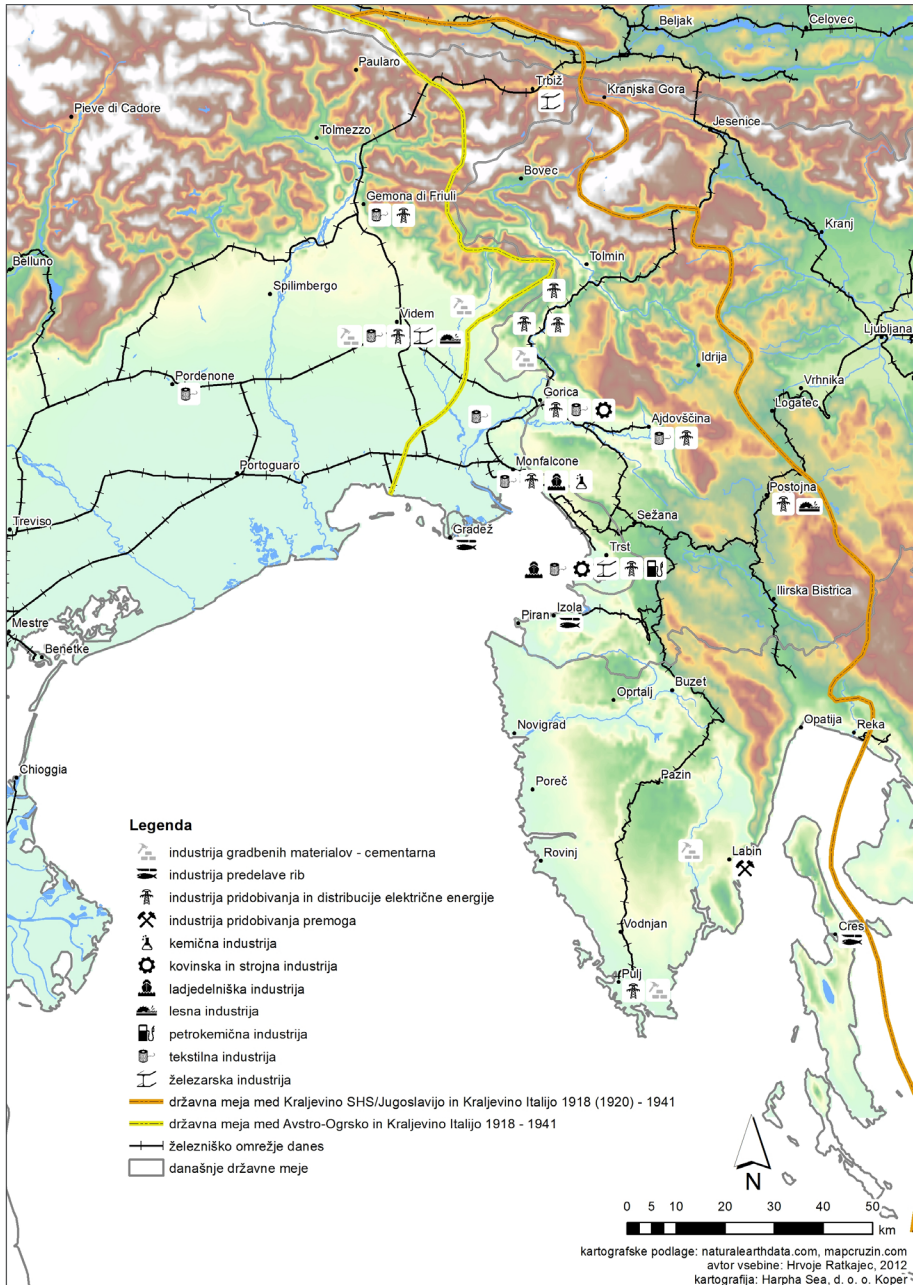 Beljak
Celovec
Paularo
Trbiž
Kranjska Gora
Pieve di Cadore
Jesenice
Tolmezzo
Bovec
Gemona di Friuli
Kranj
Belluno
Tolmin
Spilimbergo
Videm
Ljubljana
Idrija
Pordenone
Vrhnika
Gorica
Logatec
Ajdovščina
Monfalcone
Portoguaro
Postojna
Treviso
Sežana
Gradež
Trst
Ilirska Bistrica
Izola
Piran
Mestre
Benetke
Buzet
Oprtalj
Opatija
Reka
Novigrad
Chioggia
Pazin
Poreč
Labin
Rovinj
Vodnjan
Cres
Pulj
Legenda
industrija gradbenih materialov - cementarna
industrija predelave rib
industrija pridobivanja in distribucije električne energije
industrija pridobivanja premoga
kemična industrija
kovinska in strojna industrija
ladjedelniška industrija
lesna industrija
petrokemična industrija
tekstilna industrija
železarska industrija
državna meja med Kraljevino SHS/Jugoslavijo in Kraljevino Italijo 1918 (1920) - 1941
državna meja med Avstro-Ogrsko in Kraljevino Italijo 1918 - 1941
železniško omrežje danes
današnje državne meje
N
0 5 10 20 30 40 50
km
kartografske podlage: naturalearthdata.com, mapcruzin.com
avtor vsebine: Hrvoje Ratkajec, 2012
kartografija: Harpha Sea, d. o. o. Koper